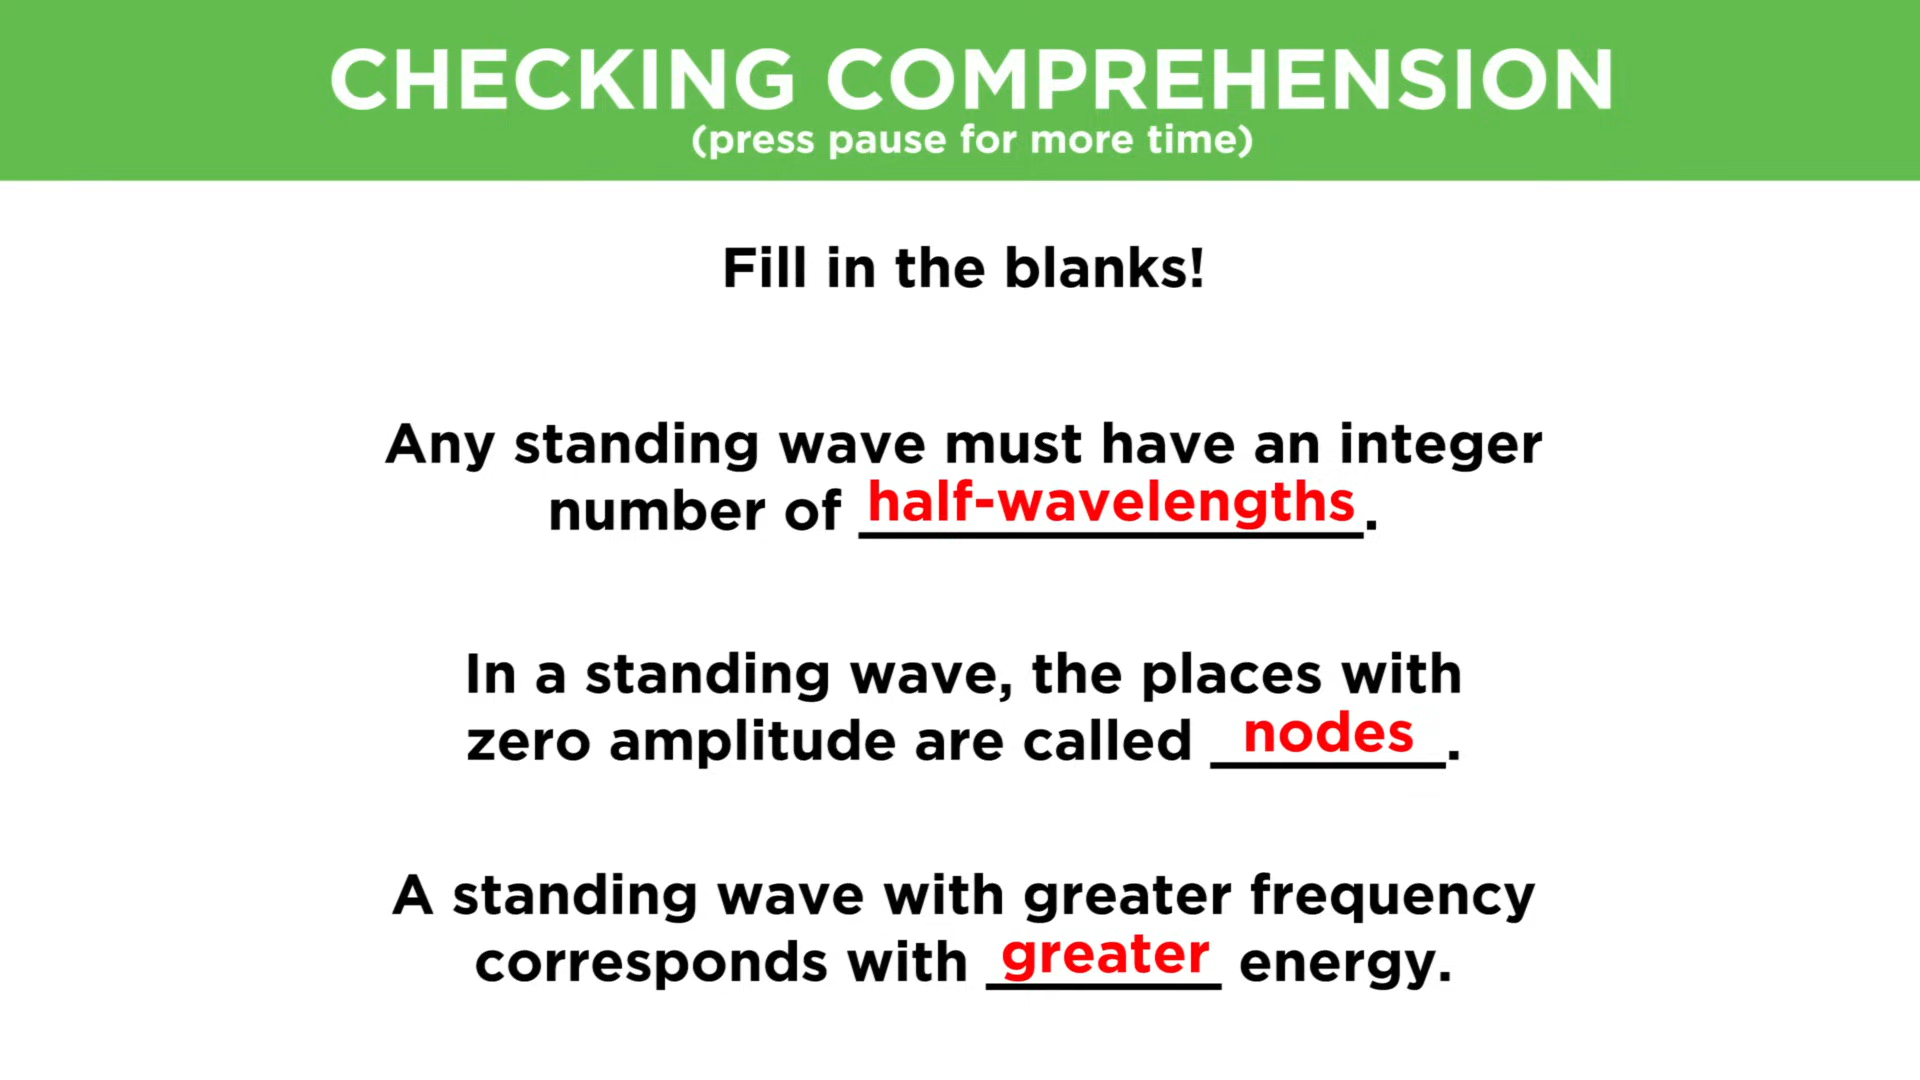 CHECKING COMPREHENSION
(press pause for more time)
Fill in the blanks!
Any standing wave must have an integer
number of half-wavelengths.
In a standing wave, the places with
zero amplitude are called nodes.
A standing wave with greater frequency
corresponds with greater energy.